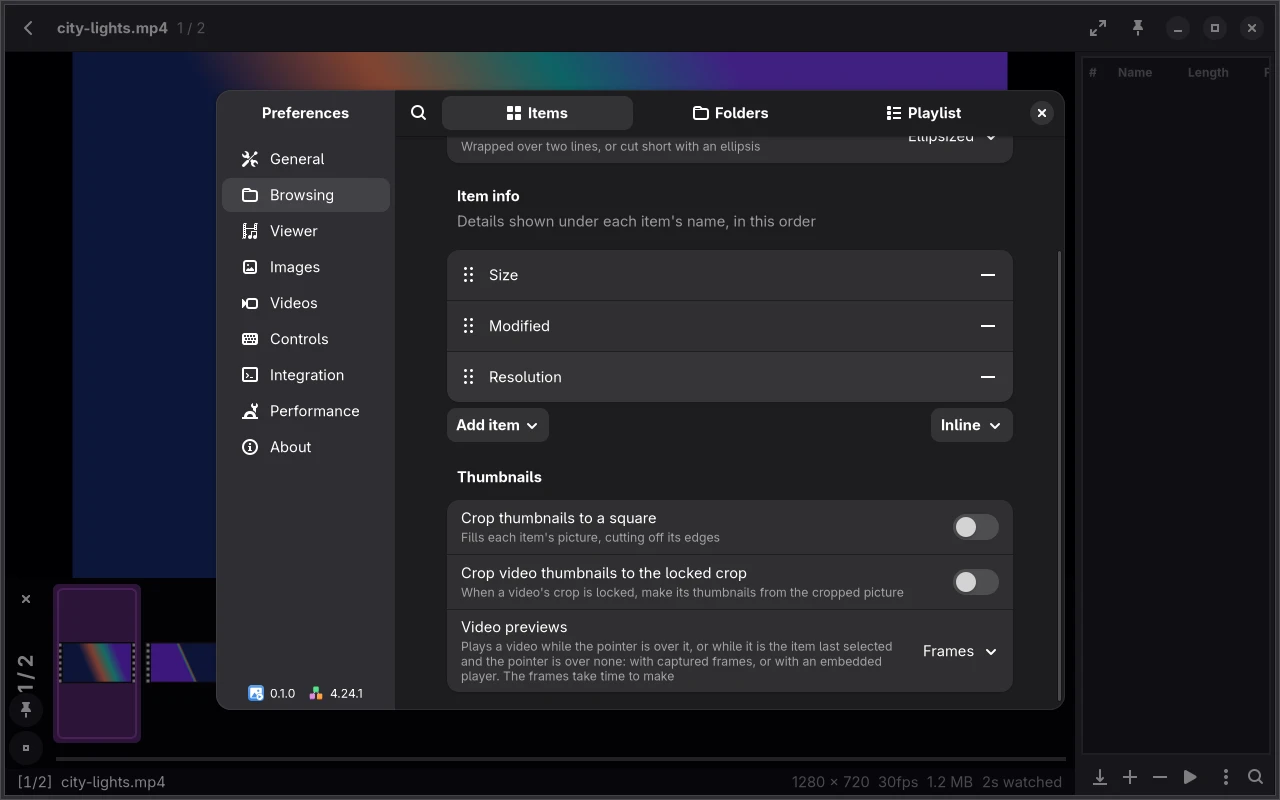 city-lights.mp4 1 / 2
# Name Length
Preferences
Items
Folders
Playlist
General
Browsing
Viewer
Images
Videos
Controls
Integration
Performance
About
0.1.0 4.24.1
Wrapped over two lines, or cut short with an ellipsis
Ellipsized
Item info
Details shown under each item's name, in this order
Size
Modified
Resolution
Add item
Inline
Thumbnails
Crop thumbnails to a square
Fills each item's picture, cutting off its edges
Crop video thumbnails to the locked crop
When a video's crop is locked, make its thumbnails from the cropped picture
Video previews
Plays a video while the pointer is over it, or while it is the item last selected
and the pointer is over none: with captured frames, or with an embedded
player. The frames take time to make
Frames
1 / 2
[1/2] city-lights.mp4
1280 × 720 30fps 1.2 MB 2s watched